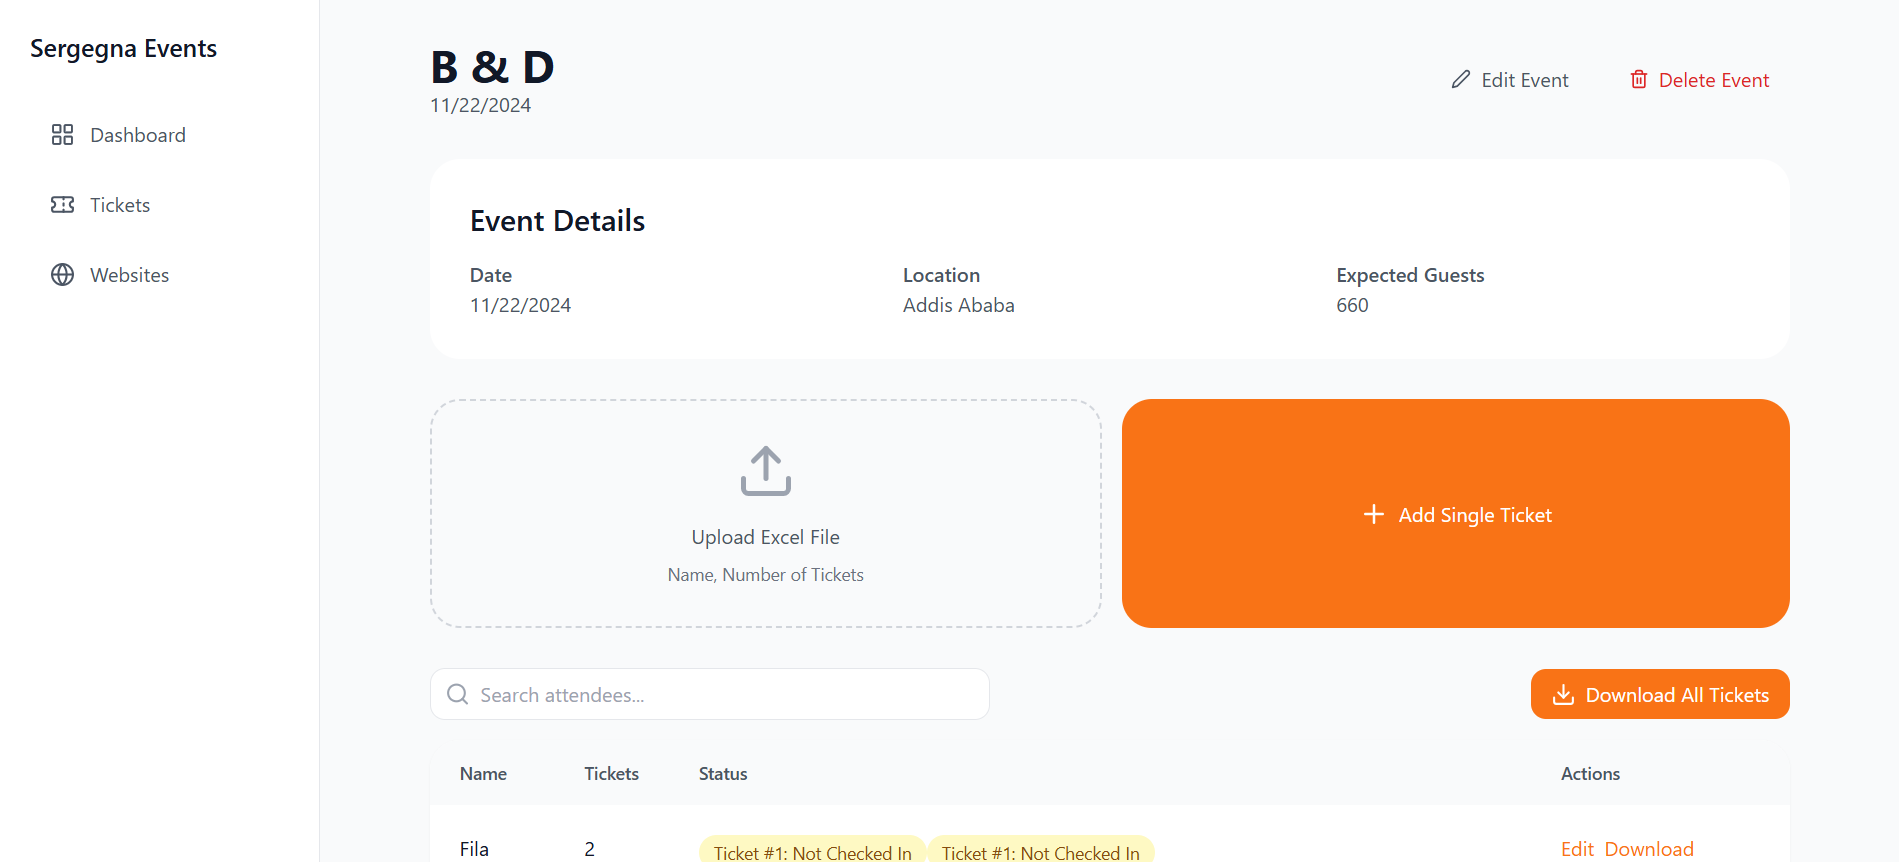 Sergegna Events
Dashboard
Tickets
Websites
B & D
11/22/2024
Edit Event
Delete Event
Event Details
Date
11/22/2024
Location
Addis Ababa
Expected Guests
660
Upload Excel File
Name, Number of Tickets
Add Single Ticket
Search attendees...
Download All Tickets
Name Tickets Status Actions
Fila 2 Ticket #1: Not Checked In Ticket #1: Not Checked In Edit Download